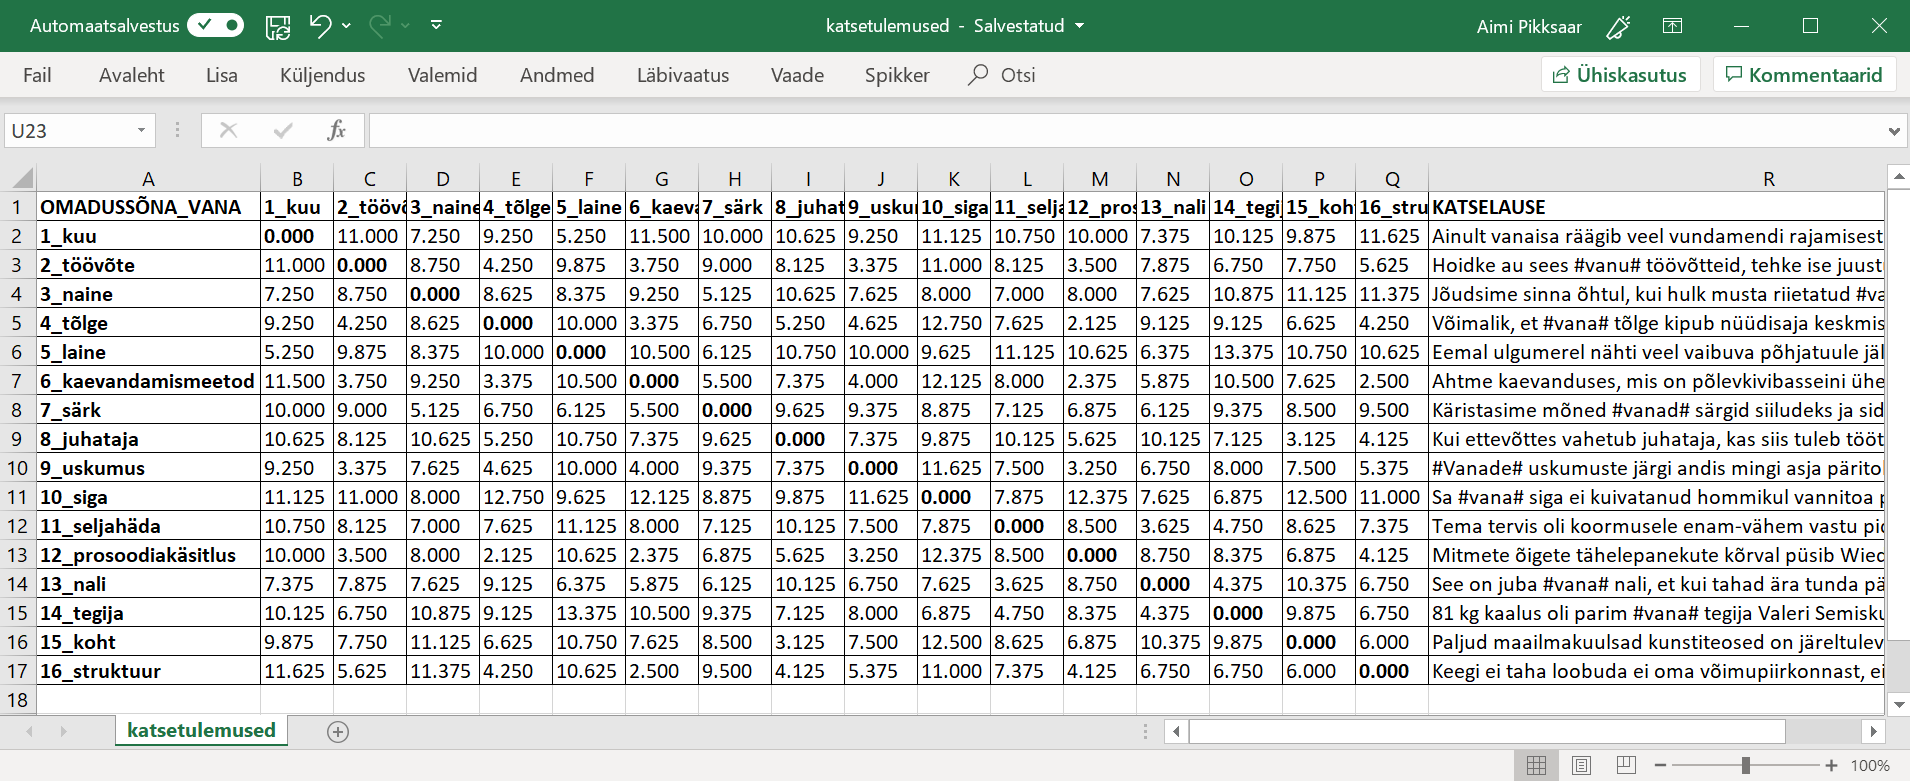 Automaatsalvestus katsetulemused - Salvestatud Aimi Pikksaar
Fail Avaleht Lisa Küljendus Valemid Andmed Läbivaatus Vaade Spikker Otsi Ühiskasutus Kommentaarid
U23 fx
A B C D E F G H I J K L M N O P Q R
1 OMADUSSÕNA_VANA 1_kuu 2_töövõ 3_naine 4_tõlge 5_laine 6_kaeva 7_särk 8_juhat 9_uskur 10_siga 11_selja 12_pros 13_nali 14_tegij 15_koht 16_stru KATSELAUSE
2 1_kuu 0.000 11.000 7.250 9.250 5.250 11.500 10.000 10.625 9.250 11.125 10.750 10.000 7.375 10.125 9.875 11.625 Ainult vanaisa räägib veel vundamendi rajamisest
3 2_töövõte 11.000 0.000 8.750 4.250 9.875 3.750 9.000 8.125 3.375 11.000 8.125 3.500 7.875 6.750 7.750 5.625 Hoidke au sees #vanu# töövõtteid, tehke ise juust
4 3_naine 7.250 8.750 0.000 8.625 8.375 9.250 5.125 10.625 7.625 8.000 7.000 8.000 7.625 10.875 11.125 11.375 Jõudsime sinna õhtul, kui hulk musta riietatud #va
5 4_tõlge 9.250 4.250 8.625 0.000 10.000 3.375 6.750 5.250 4.625 12.750 7.625 2.125 9.125 9.125 6.625 4.250 Võimalik, et #vana# tõlge kipub nüüdisaja keskmis
6 5_laine 5.250 9.875 8.375 10.000 0.000 10.500 6.125 10.750 10.000 9.625 11.125 10.625 6.375 13.375 10.750 10.625 Eemal ulgumerel nähti veel vaibuva põhjatuule jäl
7 6_kaevandamismeetod 11.500 3.750 9.250 3.375 10.500 0.000 5.500 7.375 4.000 12.125 8.000 2.375 5.875 10.500 7.625 2.500 Ahtme kaevanduses, mis on põlevkivibasseini ühe
8 7_särk 10.000 9.000 5.125 6.750 6.125 5.500 0.000 9.625 9.375 8.875 7.125 6.875 6.125 9.375 8.500 9.500 Käristasime mõned #vanad# särgid siiludeks ja sid
9 8_juhataja 10.625 8.125 10.625 5.250 10.750 7.375 9.625 0.000 7.375 9.875 10.125 5.625 10.125 7.125 3.125 4.125 Kui ettevõttes vahetub juhataja, kas siis tuleb tööt
10 9_uskumus 9.250 3.375 7.625 4.625 10.000 4.000 9.375 7.375 0.000 11.625 7.500 3.250 6.750 8.000 7.500 5.375 #Vanade# uskumuste järgi andis mingi asja päritol
11 10_siga 11.125 11.000 8.000 12.750 9.625 12.125 8.875 9.875 11.625 0.000 7.875 12.375 7.625 6.875 12.500 11.000 Sa #vana# siga ei kuivatanud hommikul vannitoa p
12 11_seljahäda 10.750 8.125 7.000 7.625 11.125 8.000 7.125 10.125 7.500 7.875 0.000 8.500 3.625 4.750 8.625 7.375 Tema tervis oli koormusele enam-vähem vastu pid
13 12_prosoodiakäsitlus 10.000 3.500 8.000 2.125 10.625 2.375 6.875 5.625 3.250 12.375 8.500 0.000 8.750 8.375 6.875 4.125 Mitmete õigete tähelepanekute kõrval püsib Wied
14 13_nali 7.375 7.875 7.625 9.125 6.375 5.875 6.125 10.125 6.750 7.625 3.625 8.750 0.000 4.375 10.375 6.750 See on juba #vana# nali, et kui tahad ära tunda pä
15 14_tegija 10.125 6.750 10.875 9.125 13.375 10.500 9.375 7.125 8.000 6.875 4.750 8.375 4.375 0.000 9.875 6.750 81 kg kaalus oli parim #vana# tegija Valeri Semisku
16 15_koht 9.875 7.750 11.125 6.625 10.750 7.625 8.500 3.125 7.500 12.500 8.625 6.875 10.375 9.875 0.000 6.000 Paljud maailmakuulsad kunstiteosed on järeltulev
17 16_struktuur 11.625 5.625 11.375 4.250 10.625 2.500 9.500 4.125 5.375 11.000 7.375 4.125 6.750 6.750 6.000 0.000 Keegi ei taha loobuda ei oma võimupiirkonnast, ei
18
katsetulemused
100%